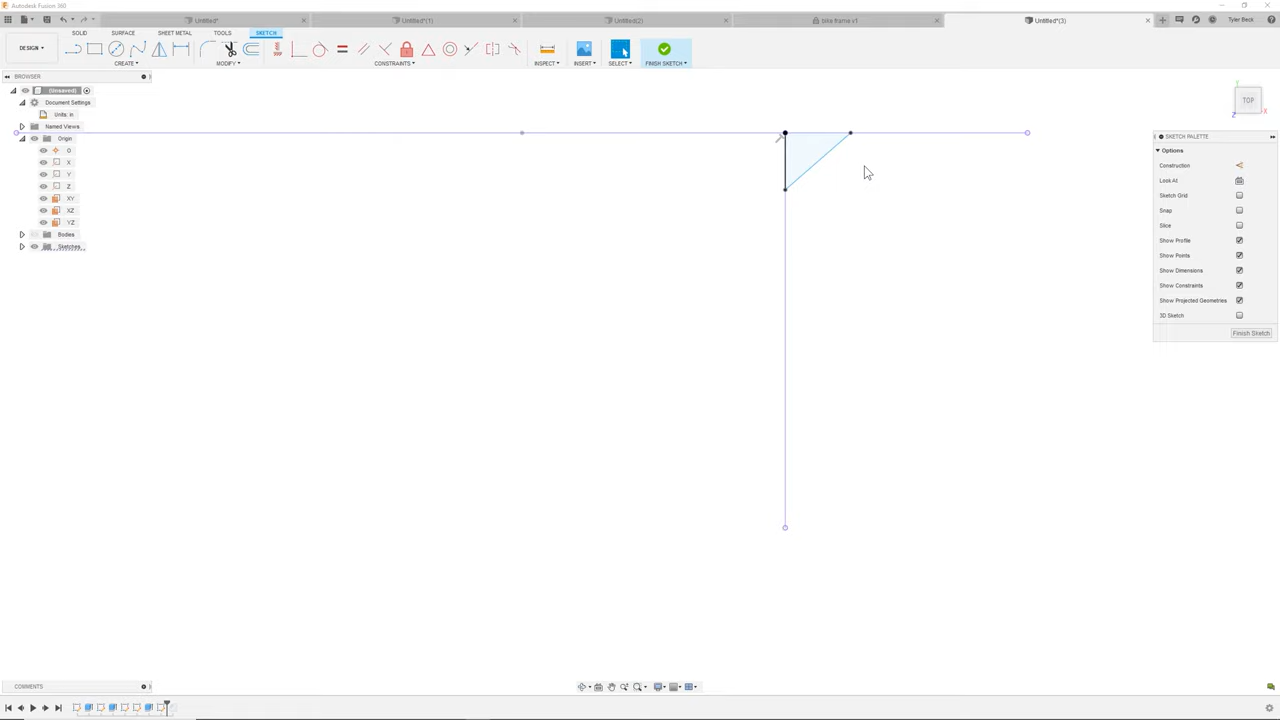 Autodesk Fusion 360
Untitled*
Untitled*(1)
Untitled(2)
bike frame v1
Untitled*(3)
Tyler Beck
DESIGN
SOLID
SURFACE
SHEET METAL
TOOLS
SKETCH
CREATE
MODIFY
CONSTRAINTS
INSPECT
INSERT
SELECT
FINISH SKETCH
BROWSER
(Unsaved)
Document Settings
Units: in
Named Views
Origin
O
X
Y
Z
XY
XZ
YZ
Bodies
Sketches
Y
TOP
X
Z
SKETCH PALETTE
Options
Construction
Look At
Sketch Grid
Snap
Slice
Show Profile
Show Points
Show Dimensions
Show Constraints
Show Projected Geometries
3D Sketch
Finish Sketch
COMMENTS